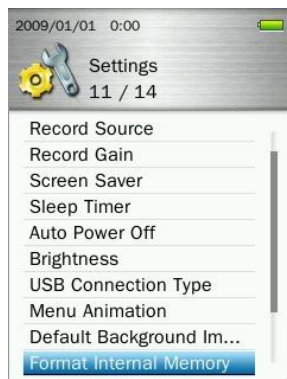 2009/01/01 0:00
Settings
11 / 14
Record Source
Record Gain
Screen Saver
Sleep Timer
Auto Power Off
Brightness
USB Connection Type
Menu Animation
Default Background Im...
Format Internal Memory